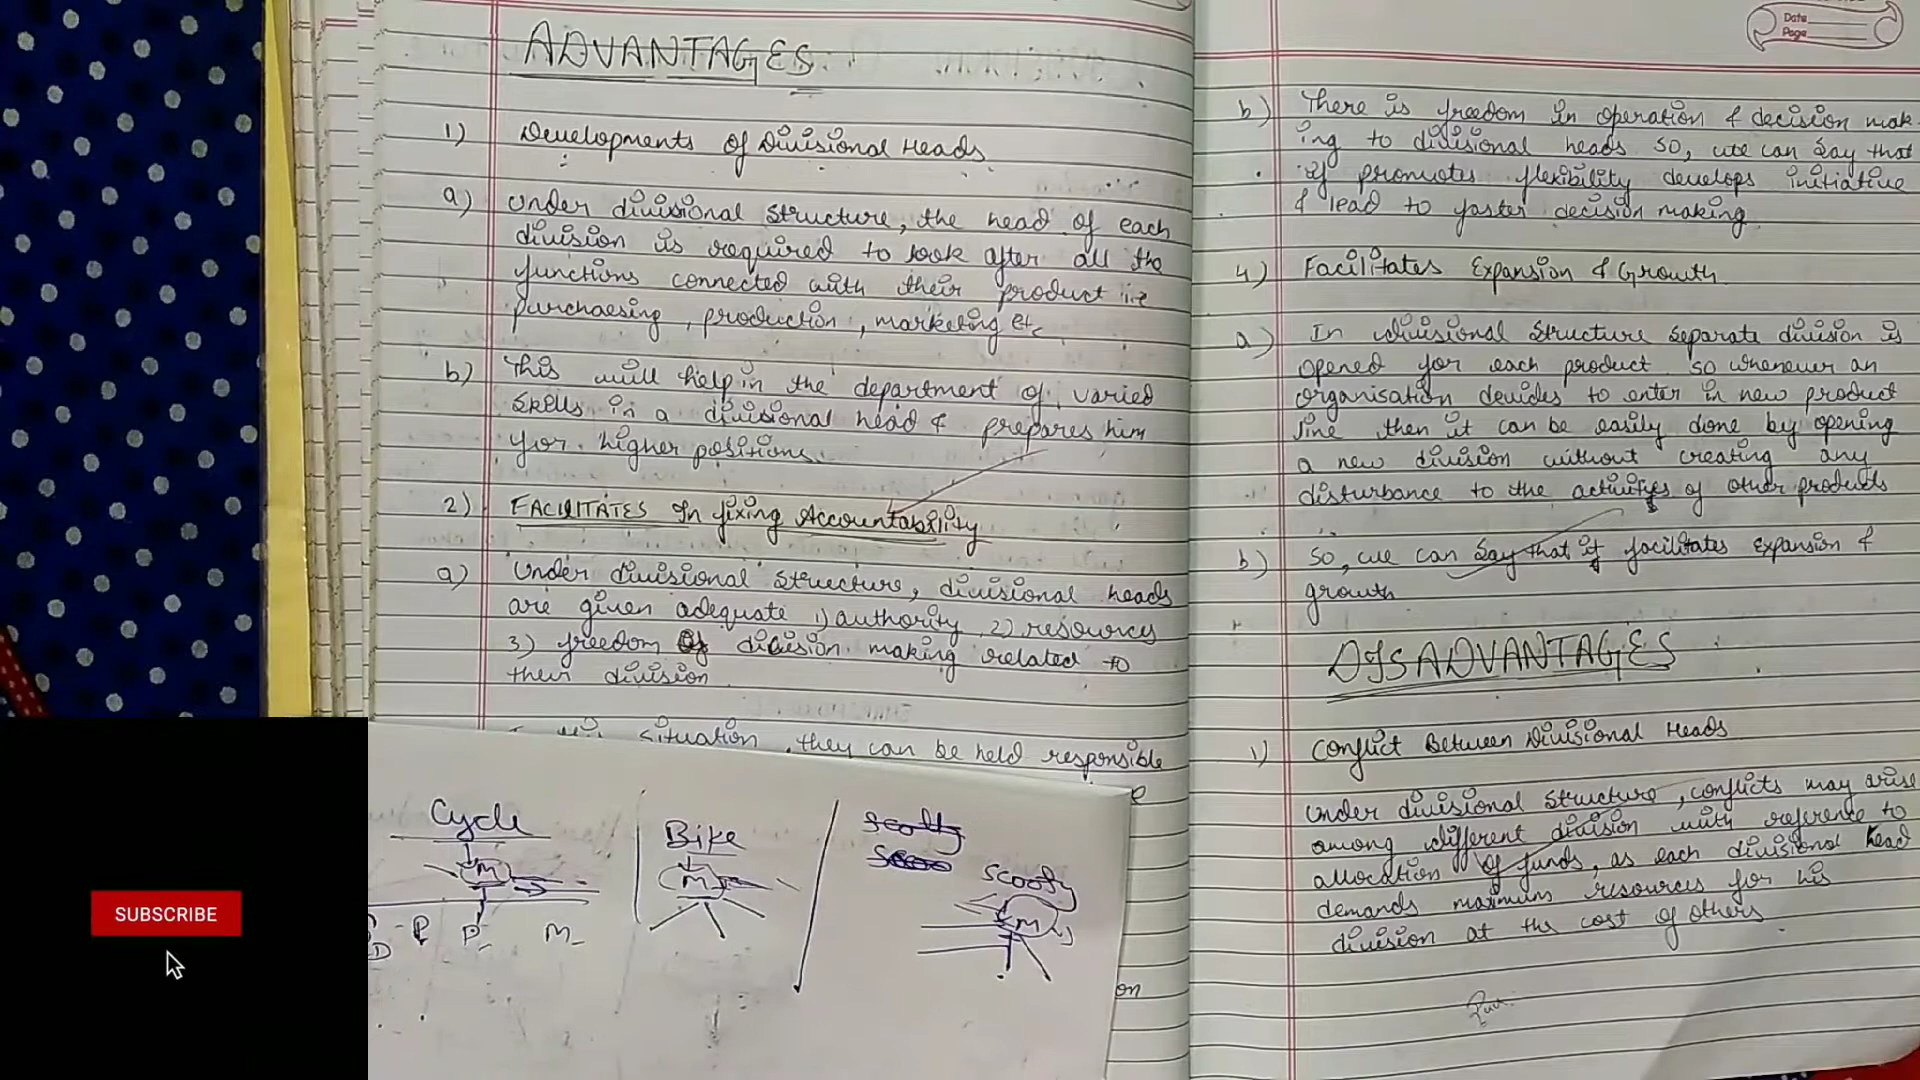 ADVANTAGES
1) Developments of Divisional Heads
a) Under divisional structure, the head of each
division is required to look after all the
functions connected with their product i.e
purchaesing, production, marketing etc
b) This will help in the department of varied
skills in a divisional head & prepares him
for higher positions.
2) FACILITATES In fixing Accountability
a) Under divisional structure, divisional heads
are given adequate 1) authority 2) resources
3) freedom of dicision making related to
their division
situation, they can be held responsible
on
Cycle
M
P P M
D
Bike
M
Scooty
M
SUBSCRIBE
Date
Page
b) There is freedom in operation & decision mak-
ing to divisional heads so, we can say that
if promotes flexibility develops initiative
& lead to faster decision making
4) Facilitates Expansion & Growth
a) In divisional structure separate division is
opened for each product so whenever an
organisation decides to enter in new product
line then it can be easily done by opening
a new division without creating any
disturbance to the activities of other products
b) So, we can say that if facilitates expansion &
growth
DISADVANTAGES
1) Conflict Between Divisional Heads
Under divisional structure, conflicts may arise
among different division with reference to
allocation of funds, as each divisional head
demands maximum resources for his
division at the cost of others